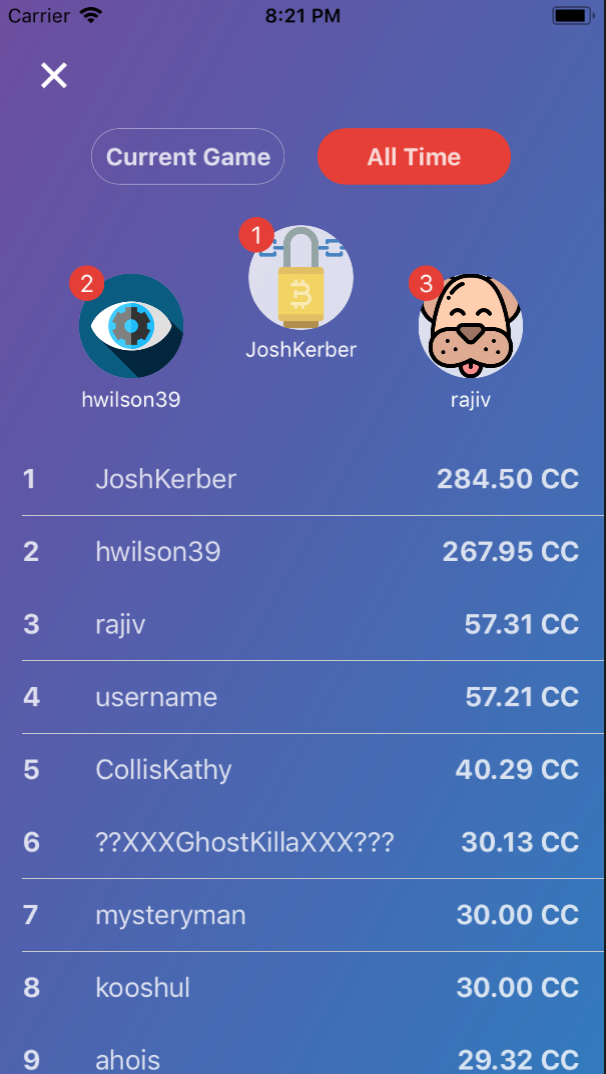 Carrier 8:21 PM
Current Game All Time
1
2 3
JoshKerber
hwilson39 rajiv
1 JoshKerber 284.50 CC
2 hwilson39 267.95 CC
3 rajiv 57.31 CC
4 username 57.21 CC
5 CollisKathy 40.29 CC
6 ??XXXGhostKillaXXX??? 30.13 CC
7 mysteryman 30.00 CC
8 kooshul 30.00 CC
9 ahois 29.32 CC